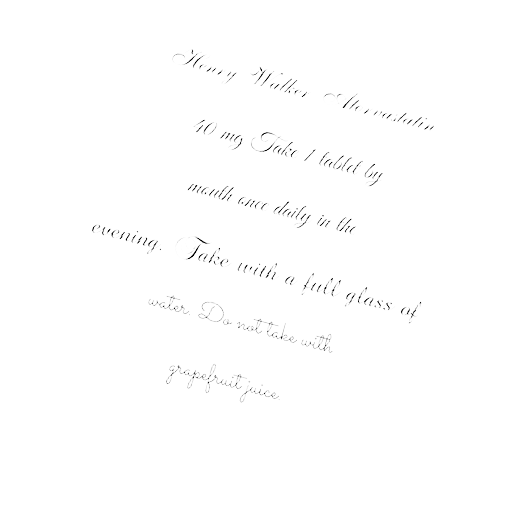 Henry Walker Atorvastatin
40 mg Take 1 tablet by
mouth once daily in the
evening. Take with a full glass of
water. Do not take with
grapefruit juice.